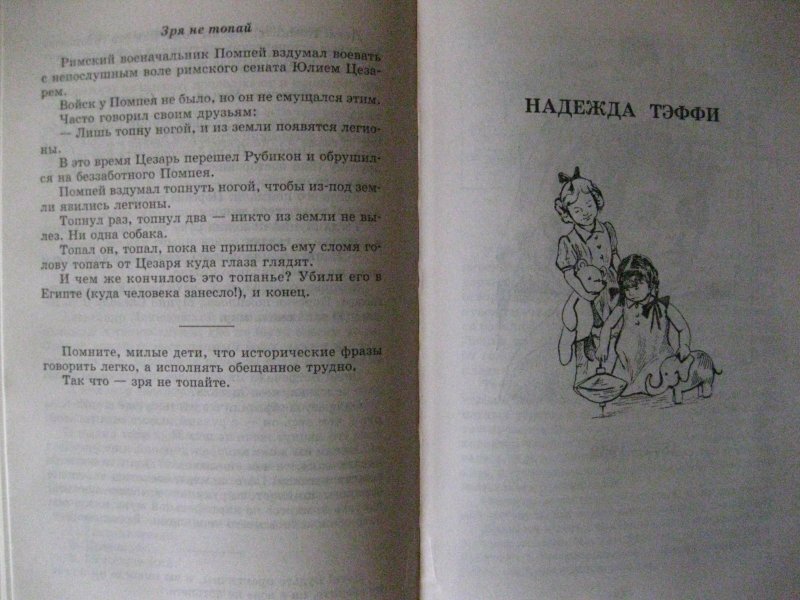 Зря не топай
Римский военачальник Помпей вздумал воевать
с непослушным воле римского сената Юлием Цеза-
рем.
Войск у Помпея не было, но он не смущался этим.
Часто говорил своим друзьям:
— Лишь топну ногой, и из земли появятся легио-
ны.
В это время Цезарь перешел Рубикон и обрушил-
ся на беззаботного Помпея.
Помпей вздумал топнуть ногой, чтобы из-под зем-
ли явились легионы.
Топнул раз, топнул два — никто из земли не вы-
лез. Ни одна собака.
Топал он, топал, пока не пришлось ему сломя го-
лову топать от Цезаря куда глаза глядят.
И чем же кончилось это топанье? Убили его в
Египте (куда человека занесло!), и конец.
Помните, милые дети, что исторические фразы
говорить легко, а исполнять обещанное трудно.
Так что — зря не топайте.
НАДЕЖДА ТЭФФИ